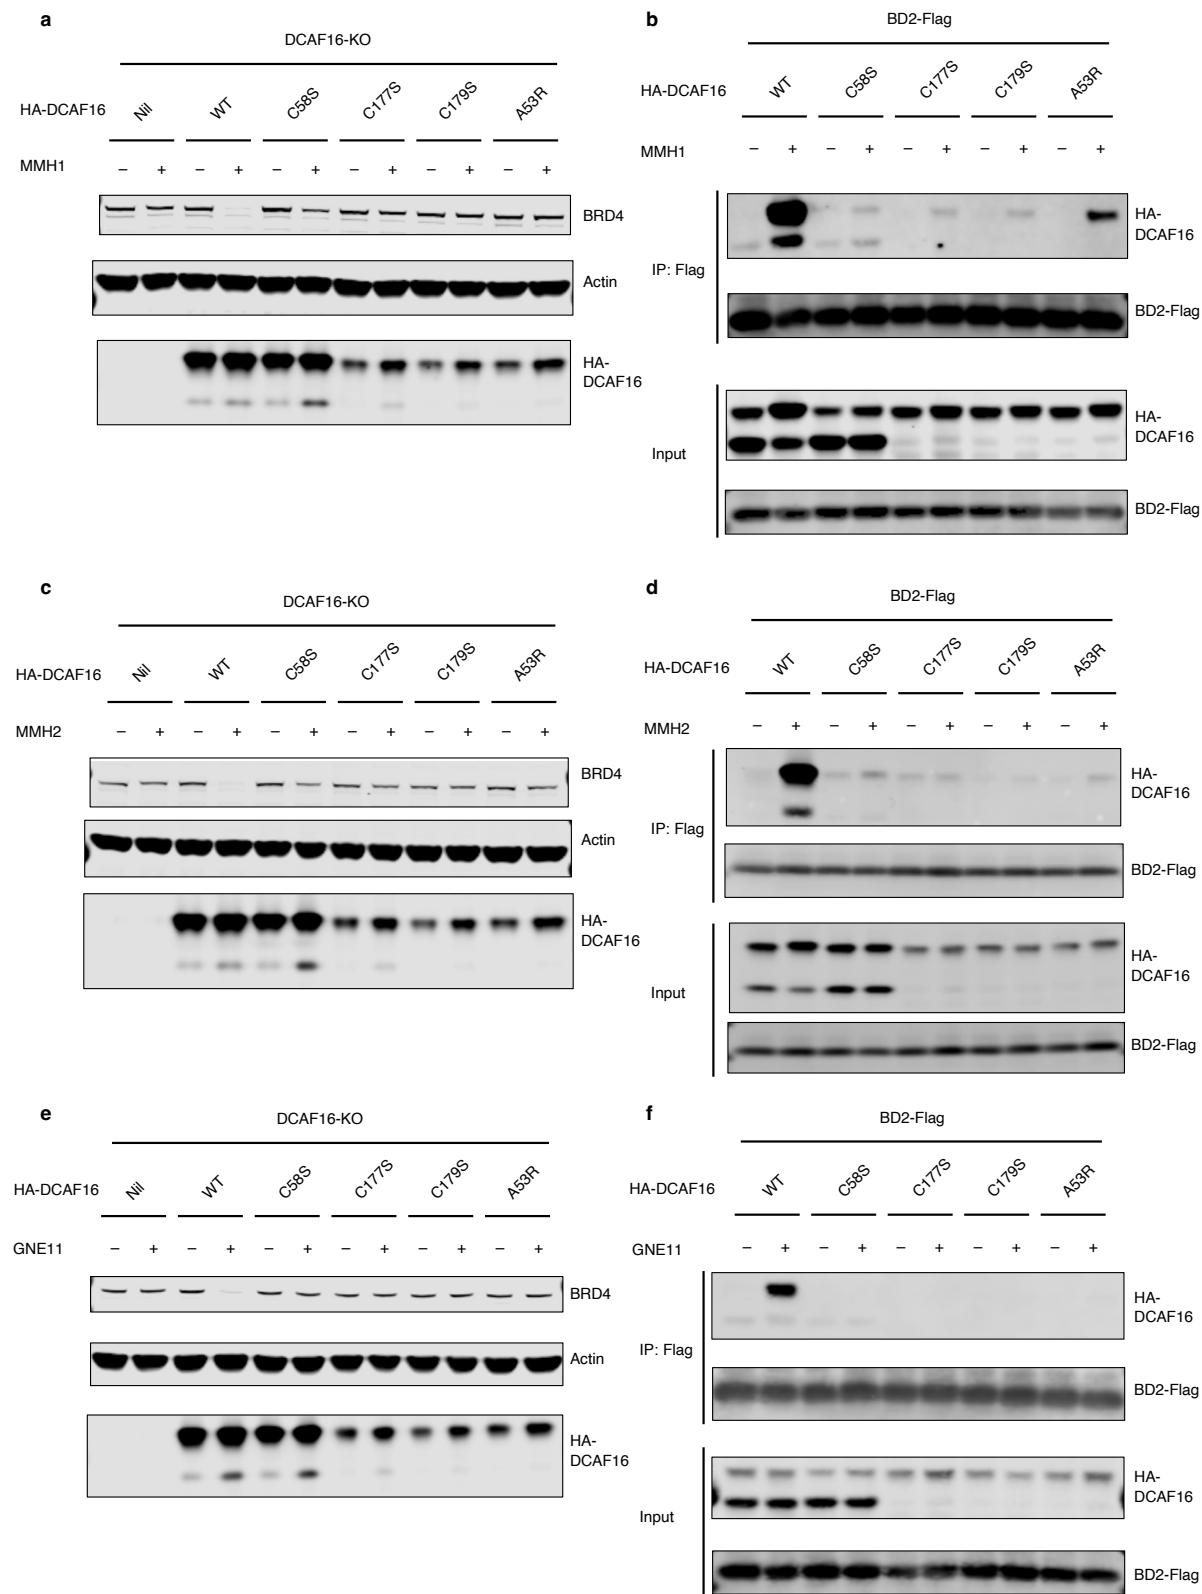 a
DCAF16-KO
HA-DCAF16
Nil
WT
C58S
C177S
C179S
A53R
MMH1
– + – + – + – + – + – +
BRD4
Actin
HA-
DCAF16
b
BD2-Flag
HA-DCAF16
WT
C58S
C177S
C179S
A53R
MMH1
– + – + – + – + – +
IP: Flag
HA-
DCAF16
BD2-Flag
Input
HA-
DCAF16
BD2-Flag
c
DCAF16-KO
HA-DCAF16
Nil
WT
C58S
C177S
C179S
A53R
MMH2
– + – + – + – + – + – +
BRD4
Actin
HA-
DCAF16
d
BD2-Flag
HA-DCAF16
WT
C58S
C177S
C179S
A53R
MMH2
– + – + – + – + – +
IP: Flag
HA-
DCAF16
BD2-Flag
Input
HA-
DCAF16
BD2-Flag
e
DCAF16-KO
HA-DCAF16
Nil
WT
C58S
C177S
C179S
A53R
GNE11
– + – + – + – + – + – +
BRD4
Actin
HA-
DCAF16
f
BD2-Flag
HA-DCAF16
WT
C58S
C177S
C179S
A53R
GNE11
– + – + – + – + – +
IP: Flag
HA-
DCAF16
BD2-Flag
Input
HA-
DCAF16
BD2-Flag